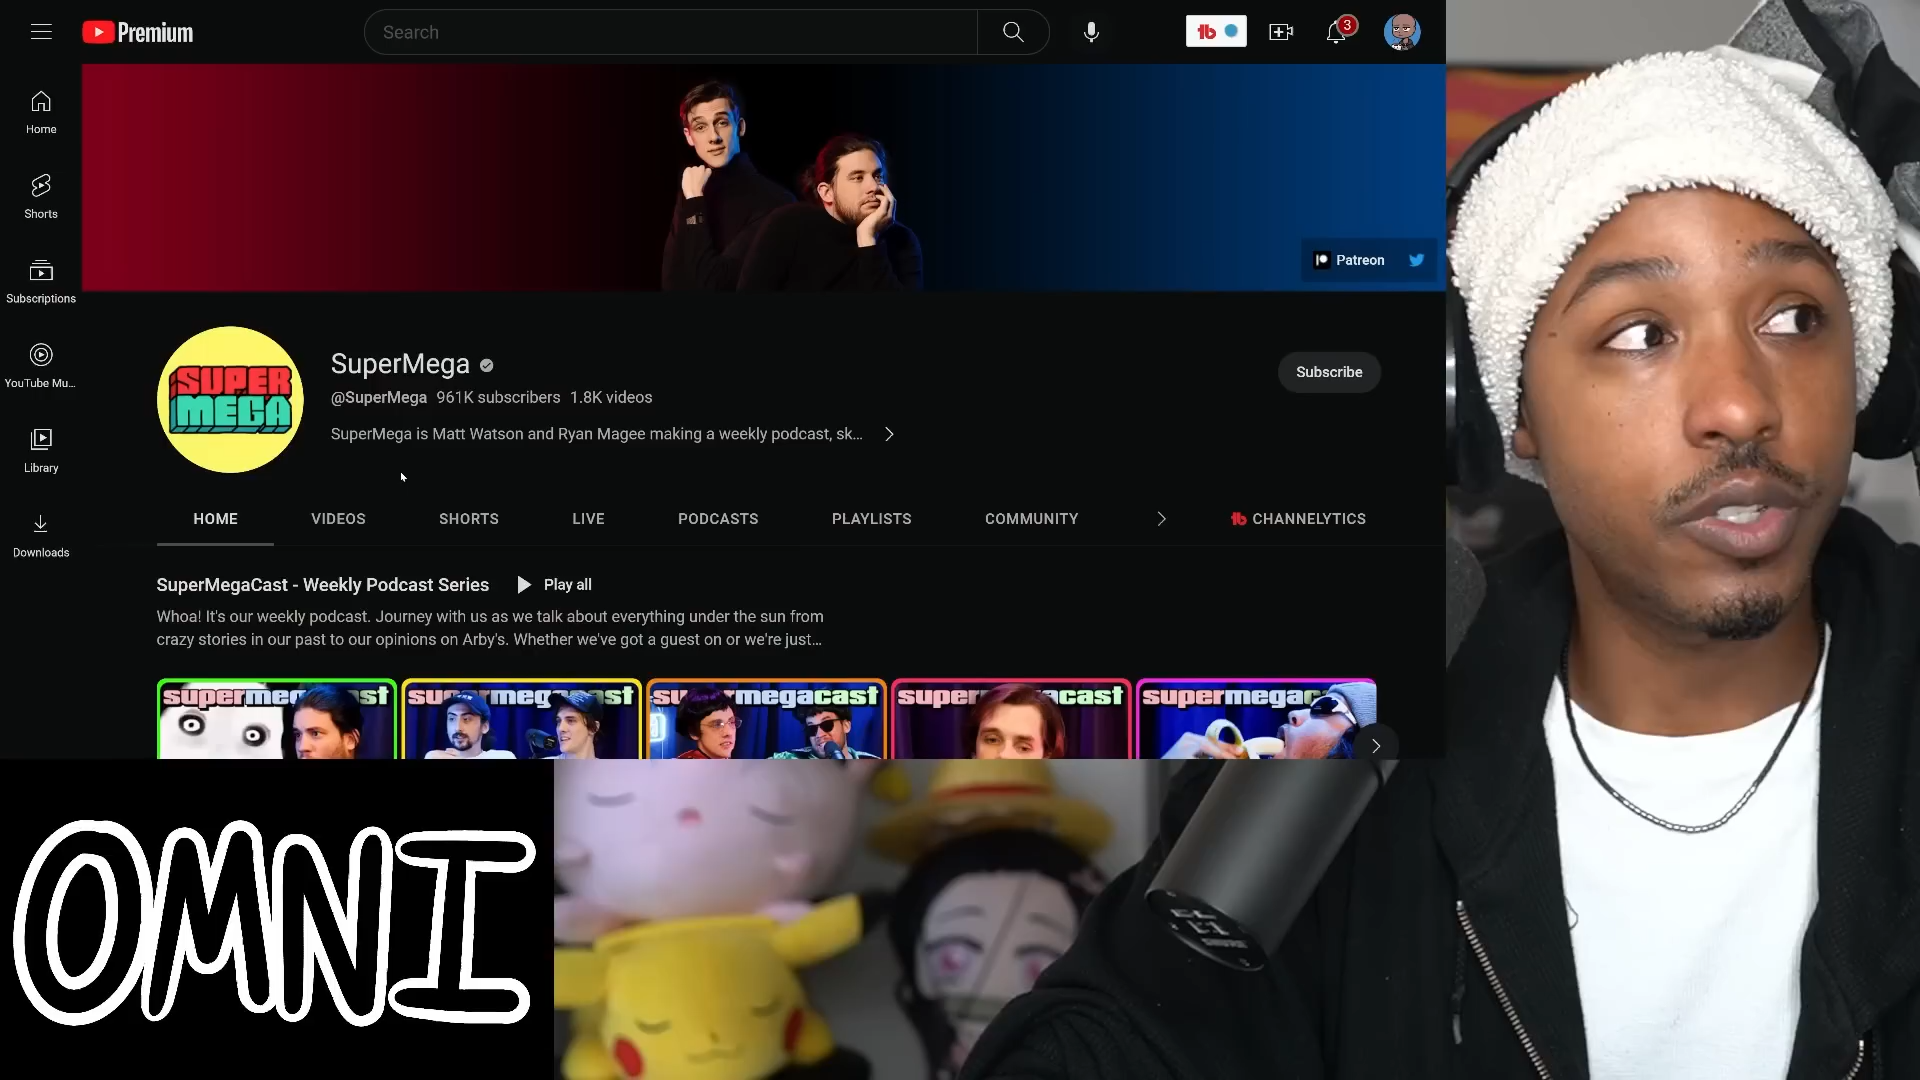 Premium
Search
3
Home
Shorts
Subscriptions
YouTube Mu...
Library
Downloads
Patreon
SUPER
MEGA
SuperMega
@SuperMega 961K subscribers 1.8K videos
SuperMega is Matt Watson and Ryan Magee making a weekly podcast, sk...
Subscribe
HOME VIDEOS SHORTS LIVE PODCASTS PLAYLISTS COMMUNITY CHANNELYTICS
SuperMegaCast - Weekly Podcast Series Play all
Whoa! It's our weekly podcast. Journey with us as we talk about everything under the sun from
crazy stories in our past to our opinions on Arby's. Whether we've got a guest on or we're just...
OMNI